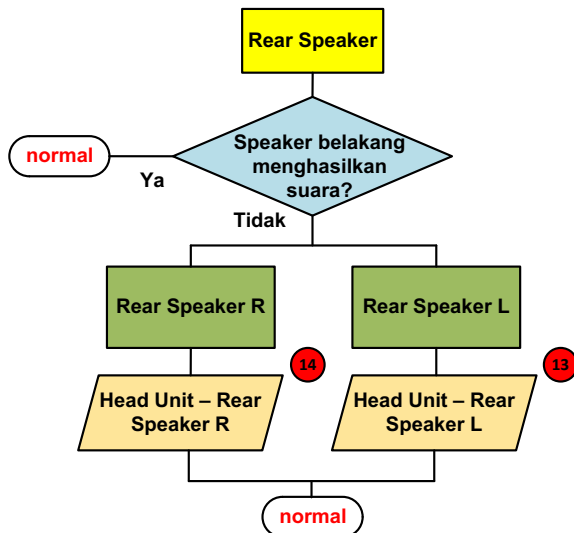 Rear Speaker
Speaker belakang
menghasilkan
suara?
normal
Ya
Tidak
Rear Speaker R
Rear Speaker L
14
13
Head Unit – Rear
Speaker R
Head Unit – Rear
Speaker L
normal